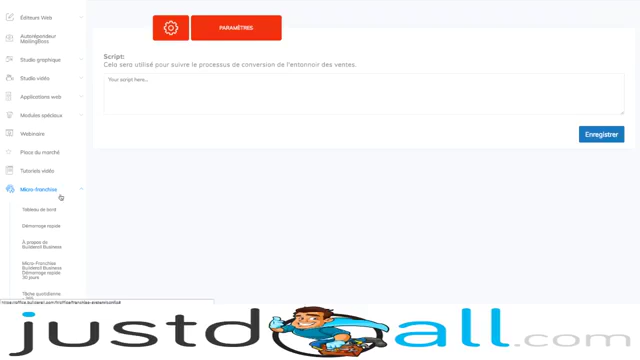 Éditeurs Web
Autorépondeur
MailingBoss
Studio graphique
Studio vidéo
Applications web
Modules spéciaux
Webinaire
Place du marché
Tutoriels vidéo
Micro-franchise
Tableau de bord
Démarrage rapide
À propos de
Builderall Business
Micro-Franchise
Builderall Business
Démarrage rapide
30 jours
Tâche quotidienne
PARAMÈTRES
Script:
Cela sera utilisé pour suivre le processus de conversion de l'entonnoir des ventes.
Your script here...
Enregistrer
justdoall.com